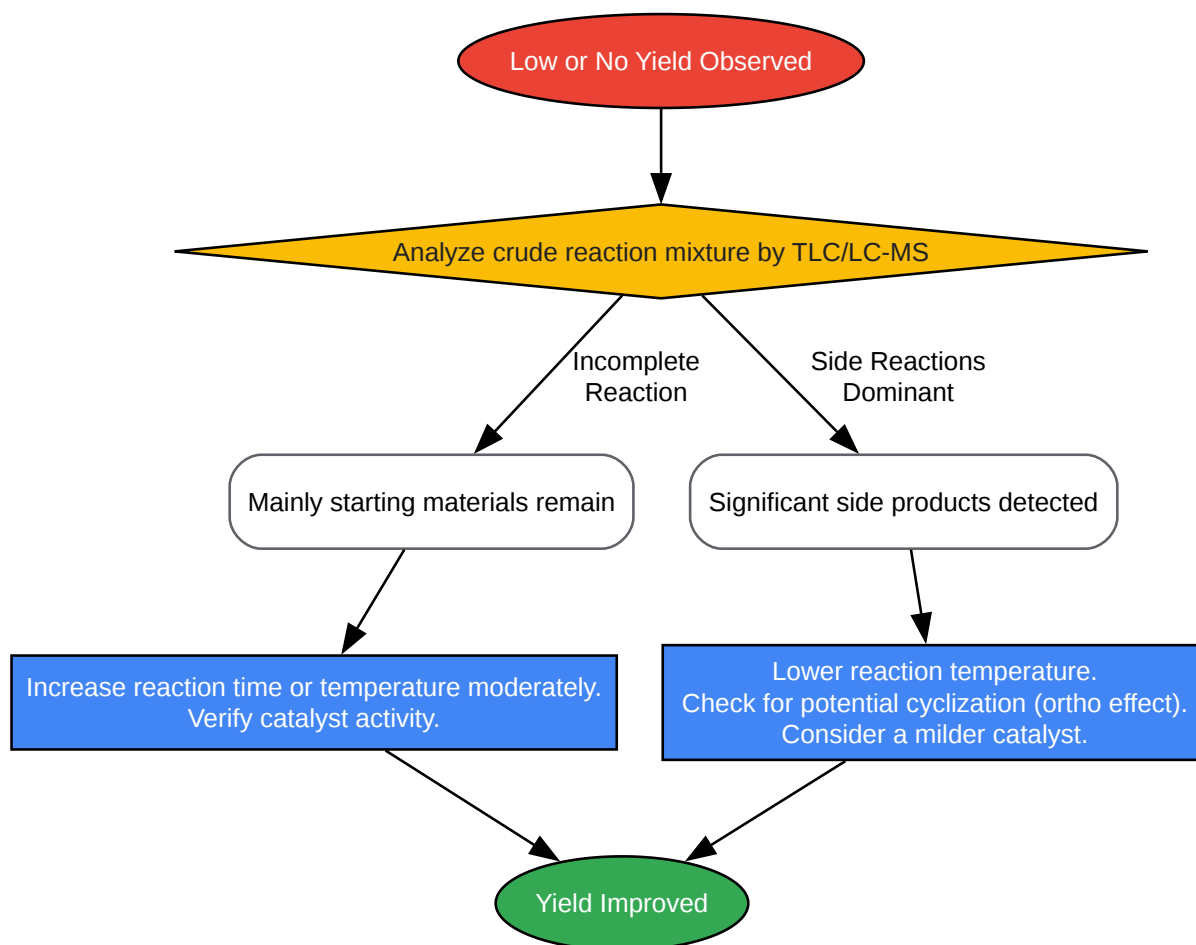 Low or No Yield Observed
Analyze crude reaction mixture by TLC/LC-MS
Incomplete
Reaction
Side Reactions
Dominant
Mainly starting materials remain
Significant side products detected
Increase reaction time or temperature moderately.
Verify catalyst activity.
Lower reaction temperature.
Check for potential cyclization (ortho effect).
Consider a milder catalyst.
Yield Improved